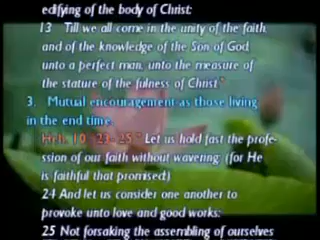 edifying of the body of Christ:
13 Till we all come in the unity of the faith,
and of the knowledge of the Son of God,
unto a perfect man, unto the measure of
the stature of the fulness of Christ"
3. Mutual encouragement as those living
in the end time.
Heb. 10: 23- 25 " Let us hold fast the profe-
ssion of our faith without wavering; (for He
is faithful that promised;)
24 And let us consider one another to
provoke unto love and good works:
25 Not forsaking the assembling of ourselves